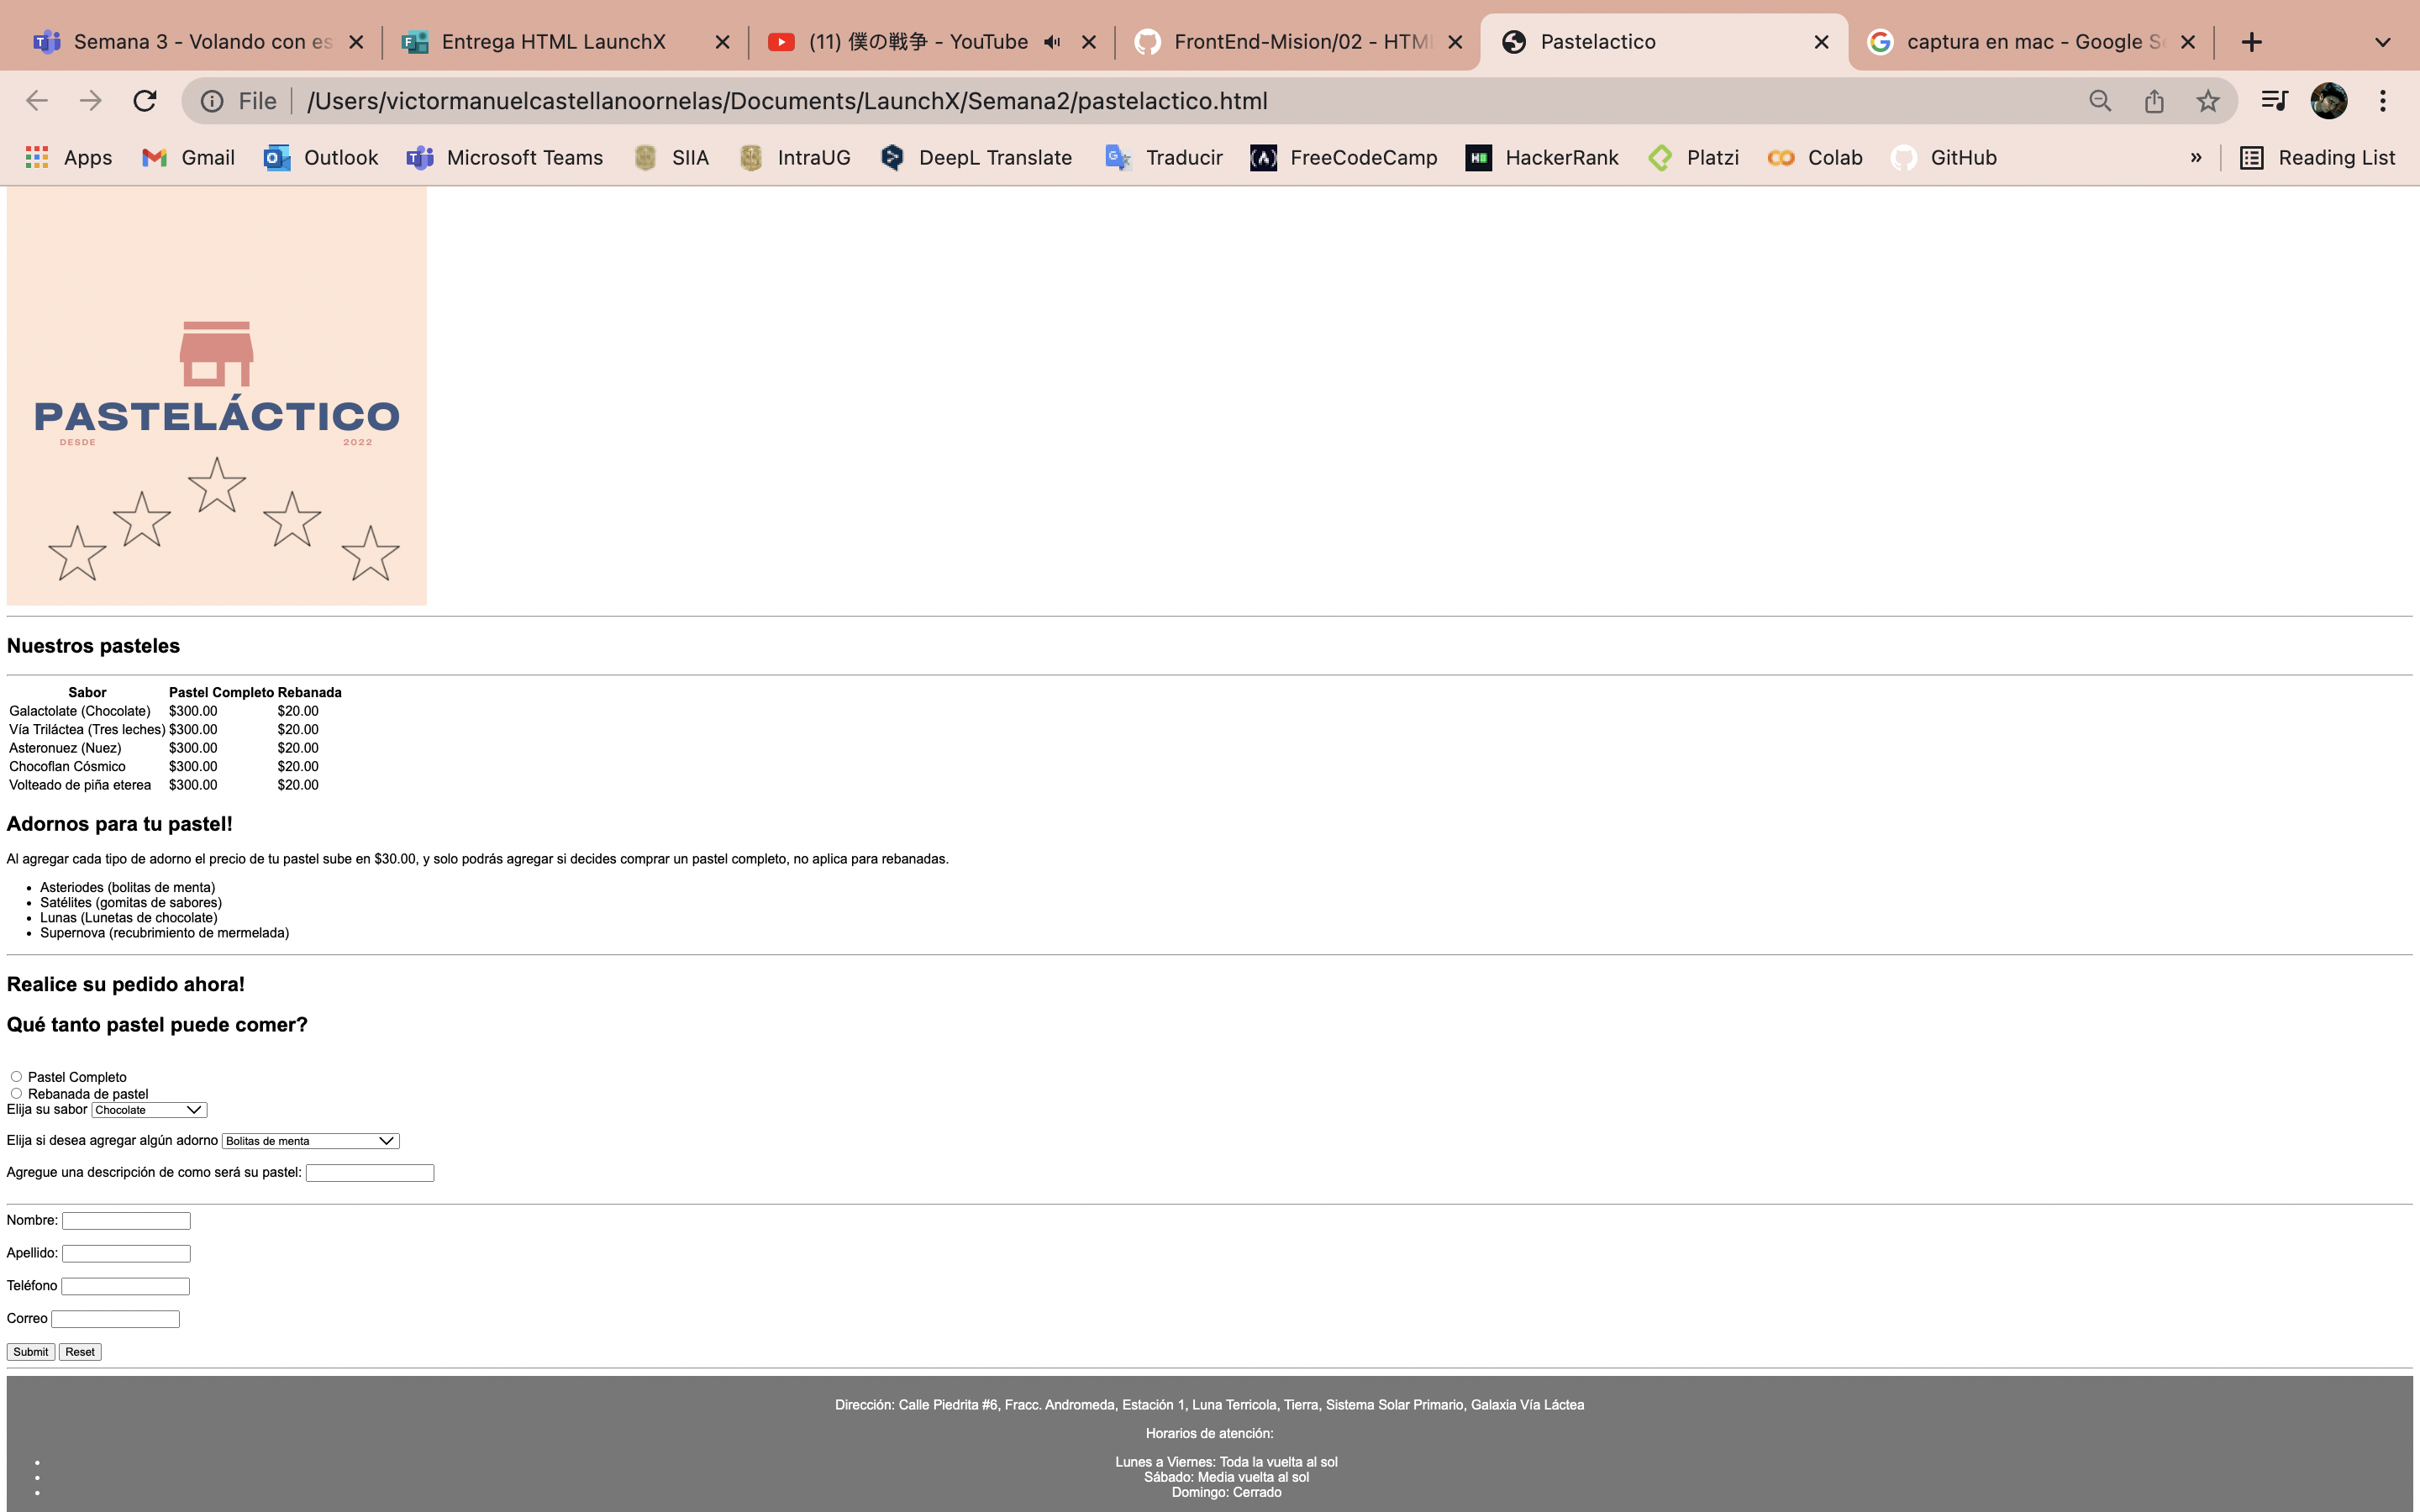 Semana 3 - Volando con es
Entrega HTML LaunchX
(11) 僕の戦争 - YouTube
FrontEnd-Mision/02 - HTML
Pastelactico
captura en mac - Google Se
File
/Users/victormanuelcastellanoornelas/Documents/LaunchX/Semana2/pastelactico.html
Apps
Gmail
Outlook
Microsoft Teams
SIIA
IntraUG
DeepL Translate
Traducir
FreeCodeCamp
HackerRank
Platzi
Colab
GitHub
»
Reading List
PASTELÁCTICO
DESDE 2022
Nuestros pasteles
Sabor Pastel Completo Rebanada
Galactolate (Chocolate) $300.00 $20.00
Vía Triláctea (Tres leches) $300.00 $20.00
Asteronuez (Nuez) $300.00 $20.00
Chocoflan Cósmico $300.00 $20.00
Volteado de piña eterea $300.00 $20.00
Adornos para tu pastel!
Al agregar cada tipo de adorno el precio de tu pastel sube en $30.00, y solo podrás agregar si decides comprar un pastel completo, no aplica para rebanadas.
• Asteriodes (bolitas de menta)
• Satélites (gomitas de sabores)
• Lunas (Lunetas de chocolate)
• Supernova (recubrimiento de mermelada)
Realice su pedido ahora!
Qué tanto pastel puede comer?
Pastel Completo
Rebanada de pastel
Elija su sabor Chocolate
Elija si desea agregar algún adorno Bolitas de menta
Agregue una descripción de como será su pastel:
Nombre:
Apellido:
Teléfono
Correo
Submit Reset
Dirección: Calle Piedrita #6, Fracc. Andromeda, Estación 1, Luna Terricola, Tierra, Sistema Solar Primario, Galaxia Vía Láctea
Horarios de atención:
• Lunes a Viernes: Toda la vuelta al sol
• Sábado: Media vuelta al sol
• Domingo: Cerrado